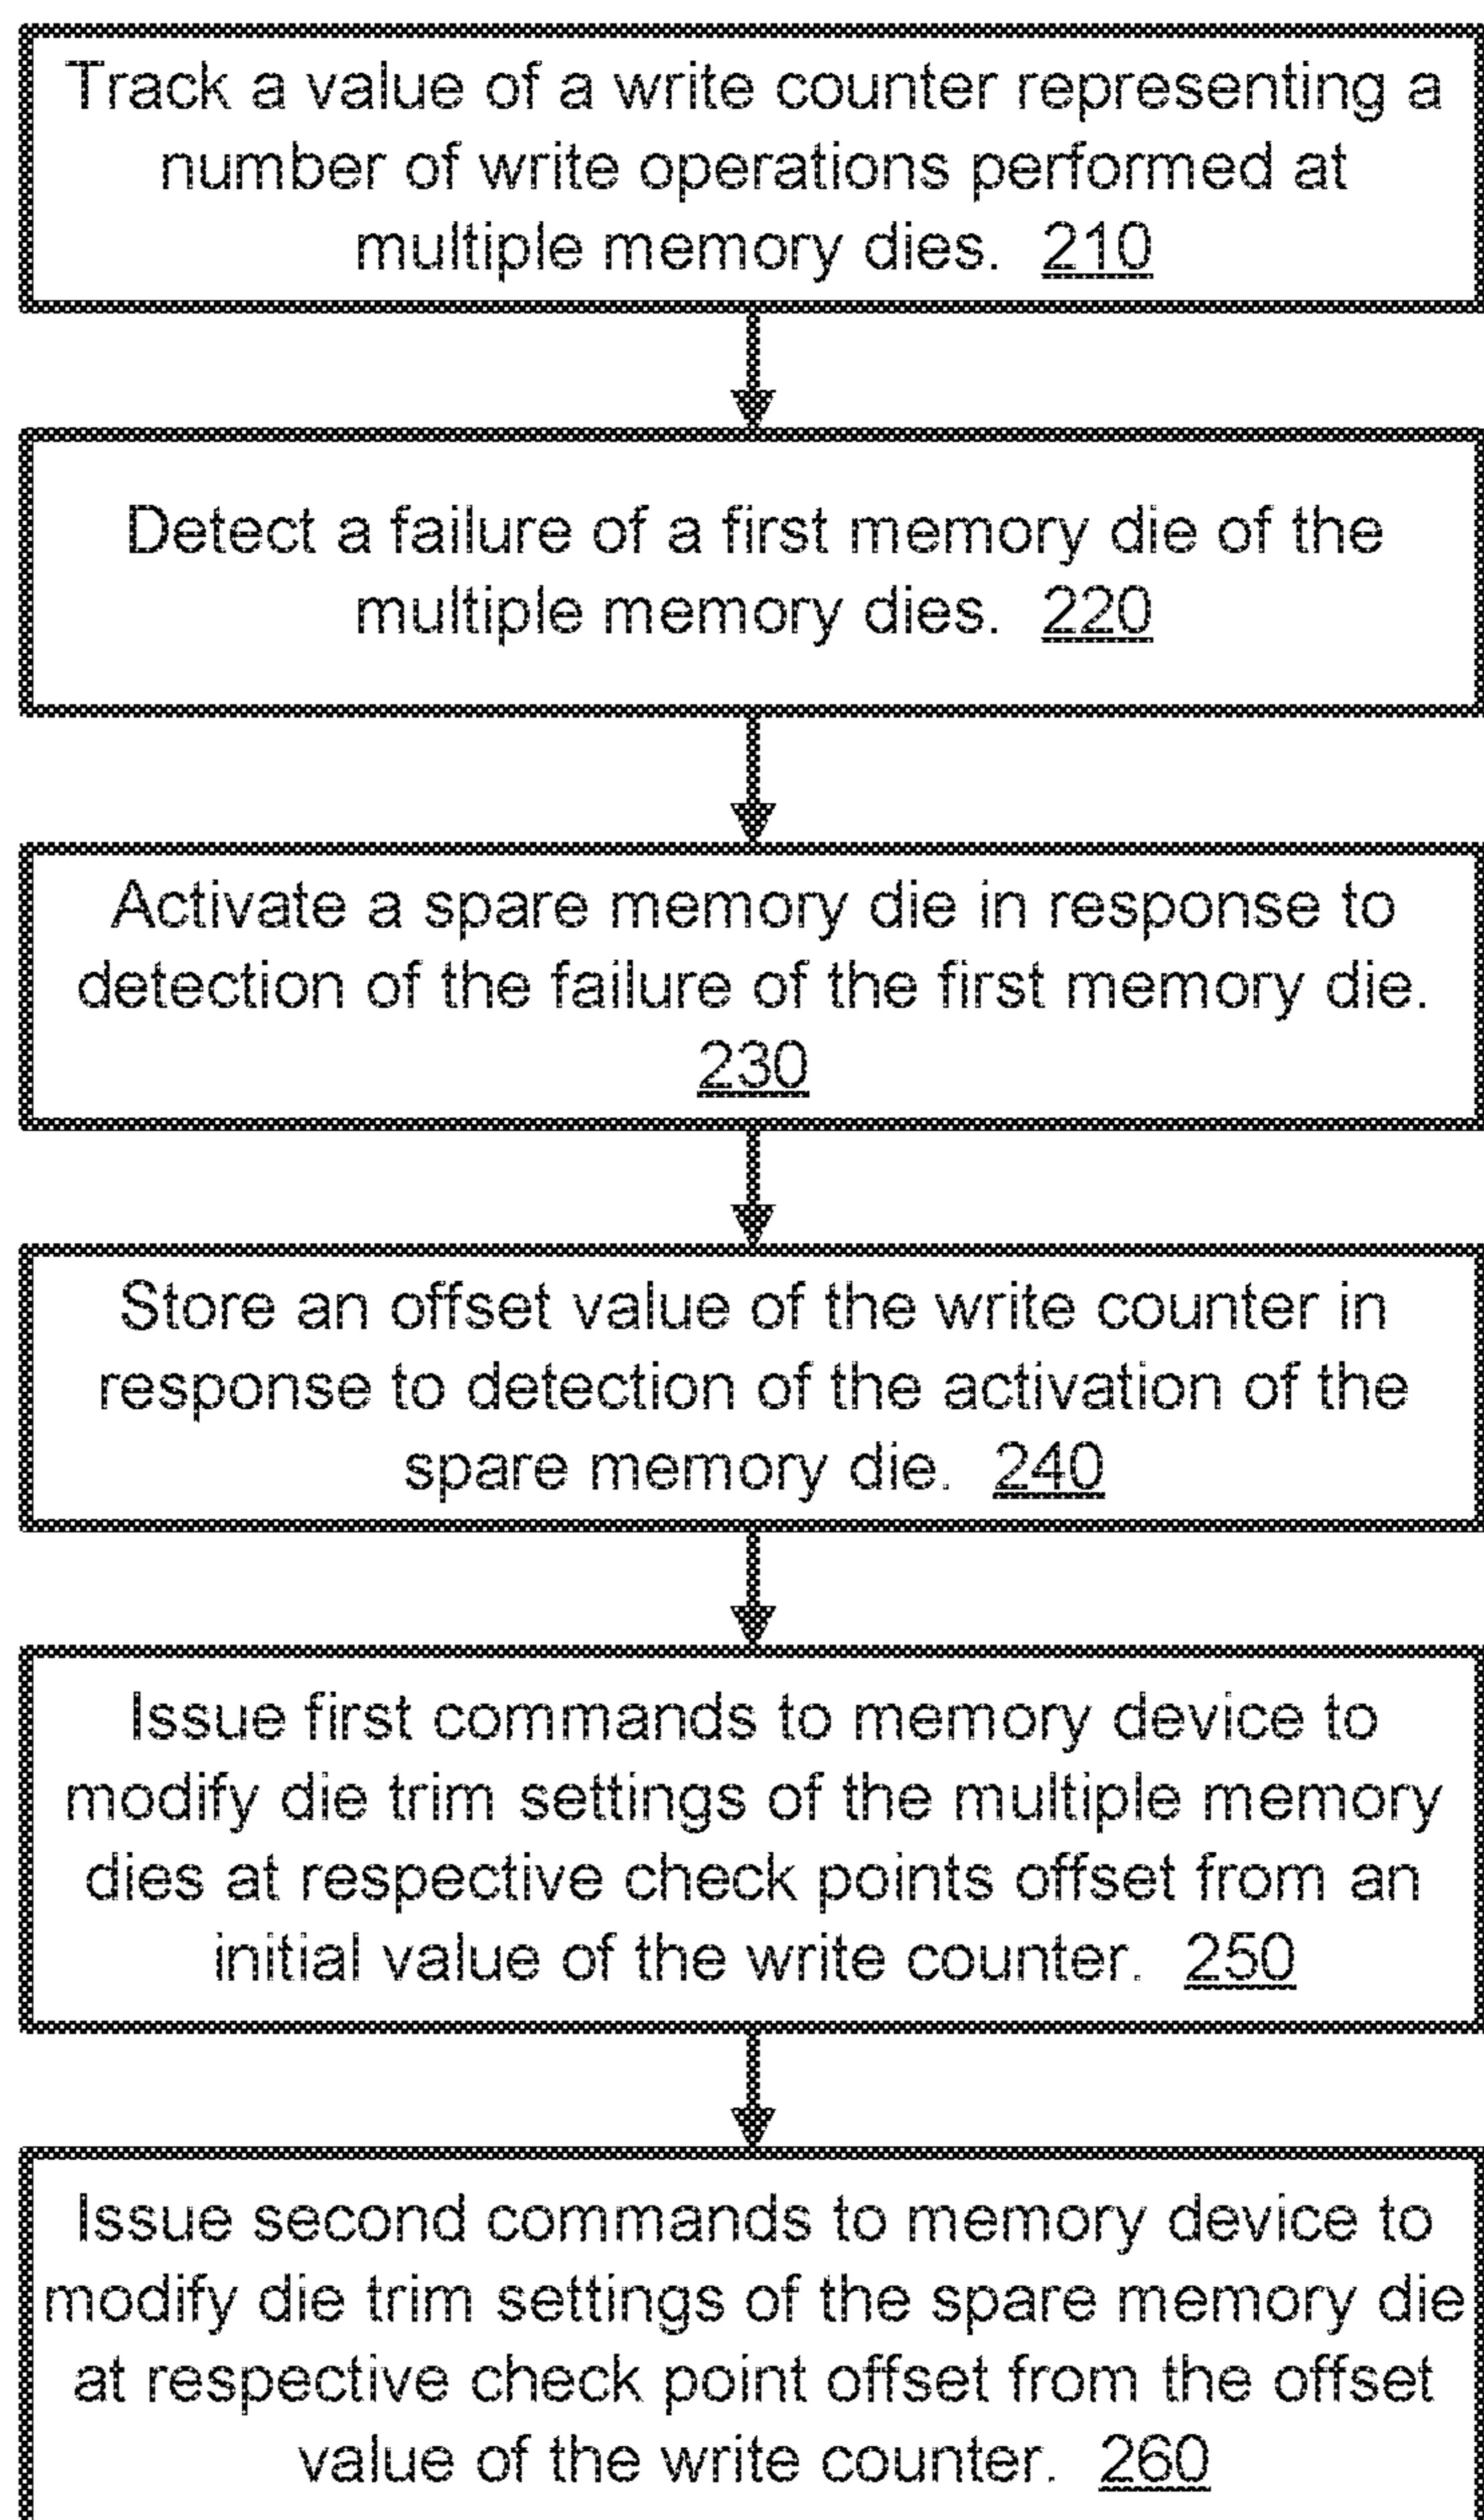 Track a value of a write counter representing a
number of write operations performed at
multiple memory dies. 210
Detect a failure of a first memory die of the
multiple memory dies. 220
Activate a spare memory die in response to
detection of the failure of the first memory die.
230
Store an offset value of the write counter in
response to detection of the activation of the
spare memory die. 240
Issue first commands to memory device to
modify die trim settings of the multiple memory
dies at respective check points offset from an
initial value of the write counter. 250
Issue second commands to memory device to
modify die trim settings of the spare memory die
at respective check point offset from the offset
value of the write counter. 260